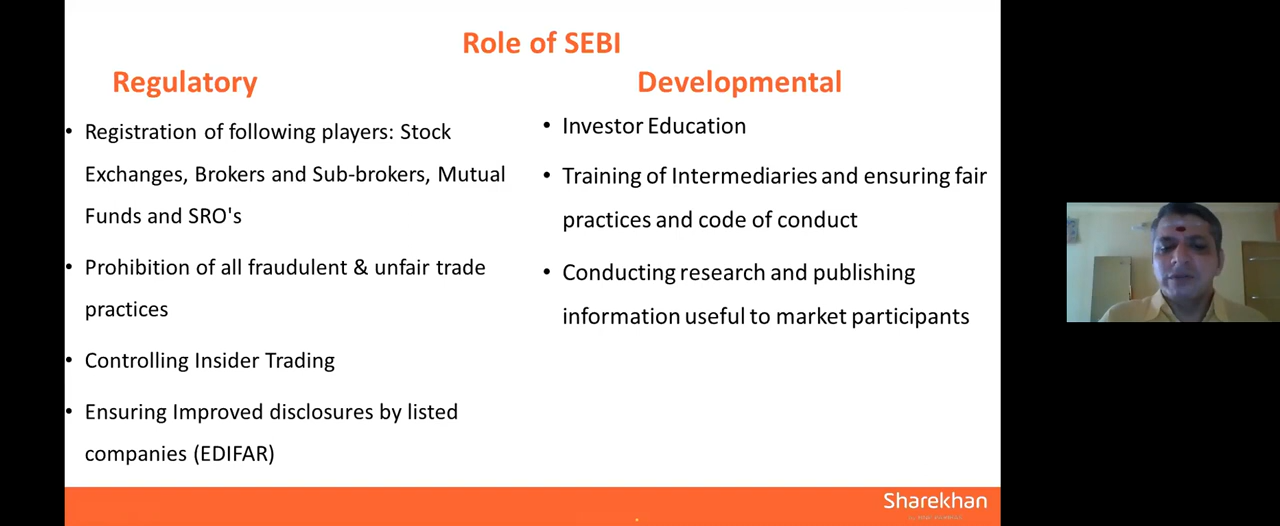 Role of SEBI
Regulatory
• Registration of following players: Stock
Exchanges, Brokers and Sub-brokers, Mutual
Funds and SRO's
• Prohibition of all fraudulent & unfair trade
practices
• Controlling Insider Trading
• Ensuring Improved disclosures by listed
companies (EDIFAR)
Developmental
• Investor Education
• Training of Intermediaries and ensuring fair
practices and code of conduct
• Conducting research and publishing
information useful to market participants
Sharekhan